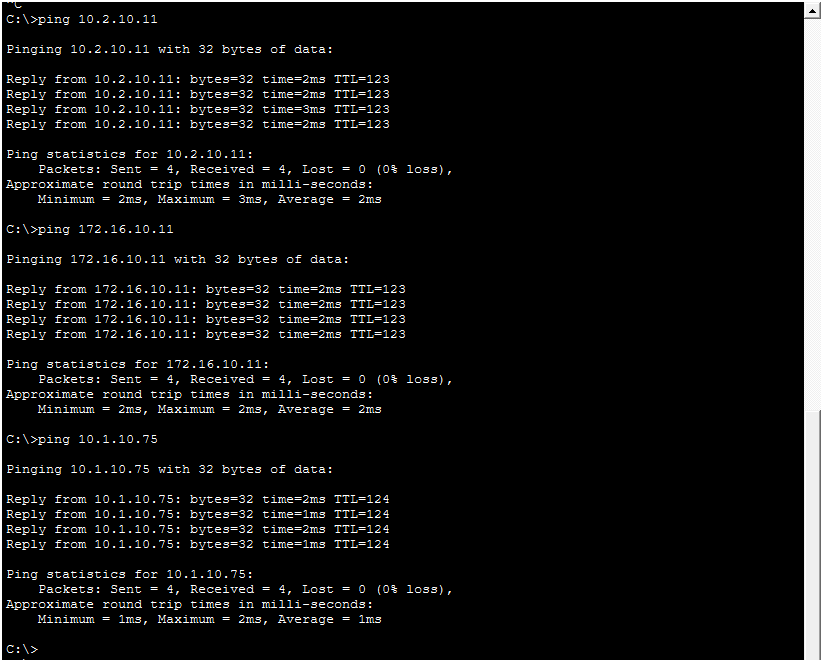 ^C
C:\>ping 10.2.10.11
Pinging 10.2.10.11 with 32 bytes of data:
Reply from 10.2.10.11: bytes=32 time=2ms TTL=123
Reply from 10.2.10.11: bytes=32 time=2ms TTL=123
Reply from 10.2.10.11: bytes=32 time=3ms TTL=123
Reply from 10.2.10.11: bytes=32 time=2ms TTL=123
Ping statistics for 10.2.10.11:
    Packets: Sent = 4, Received = 4, Lost = 0 (0% loss),
Approximate round trip times in milli-seconds:
    Minimum = 2ms, Maximum = 3ms, Average = 2ms
C:\>ping 172.16.10.11
Pinging 172.16.10.11 with 32 bytes of data:
Reply from 172.16.10.11: bytes=32 time=2ms TTL=123
Reply from 172.16.10.11: bytes=32 time=2ms TTL=123
Reply from 172.16.10.11: bytes=32 time=2ms TTL=123
Reply from 172.16.10.11: bytes=32 time=2ms TTL=123
Ping statistics for 172.16.10.11:
    Packets: Sent = 4, Received = 4, Lost = 0 (0% loss),
Approximate round trip times in milli-seconds:
    Minimum = 2ms, Maximum = 2ms, Average = 2ms
C:\>ping 10.1.10.75
Pinging 10.1.10.75 with 32 bytes of data:
Reply from 10.1.10.75: bytes=32 time=2ms TTL=124
Reply from 10.1.10.75: bytes=32 time=1ms TTL=124
Reply from 10.1.10.75: bytes=32 time=2ms TTL=124
Reply from 10.1.10.75: bytes=32 time=1ms TTL=124
Ping statistics for 10.1.10.75:
    Packets: Sent = 4, Received = 4, Lost = 0 (0% loss),
Approximate round trip times in milli-seconds:
    Minimum = 1ms, Maximum = 2ms, Average = 1ms
C:\>